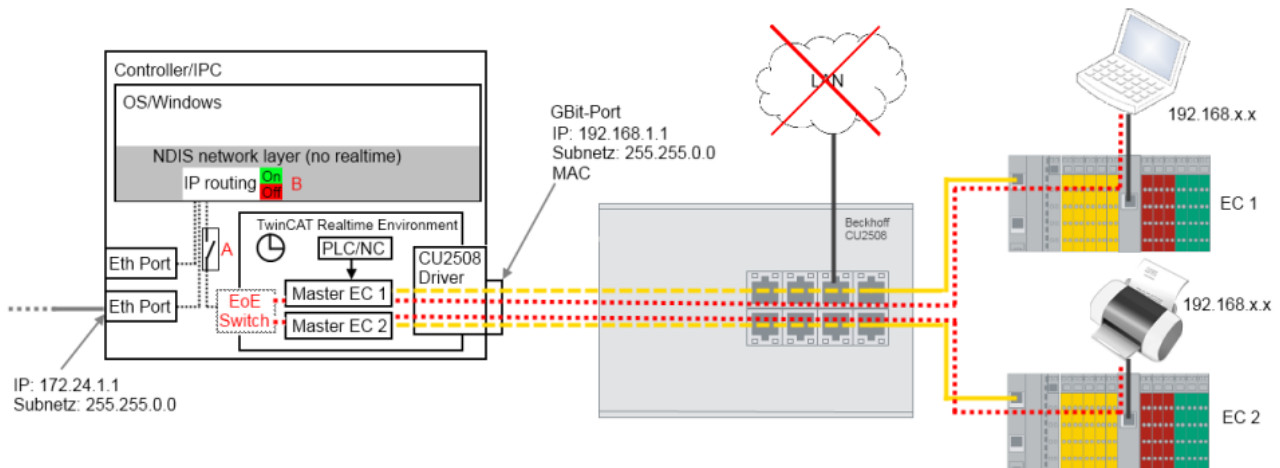 Controller/IPC
OS/Windows
NDIS network layer (no realtime)
IP routing
On
Off
B
A
TwinCAT Realtime Environment
PLC/NC
CU2508
Driver
Eth Port
Eth Port
EoE
Switch
Master EC 1
Master EC 2
IP: 172.24.1.1
Subnetz: 255.255.0.0
GBit-Port
IP: 192.168.1.1
Subnetz: 255.255.0.0
MAC
LAN
Beckhoff
CU2508
192.168.x.x
EC 1
192.168.x.x
EC 2